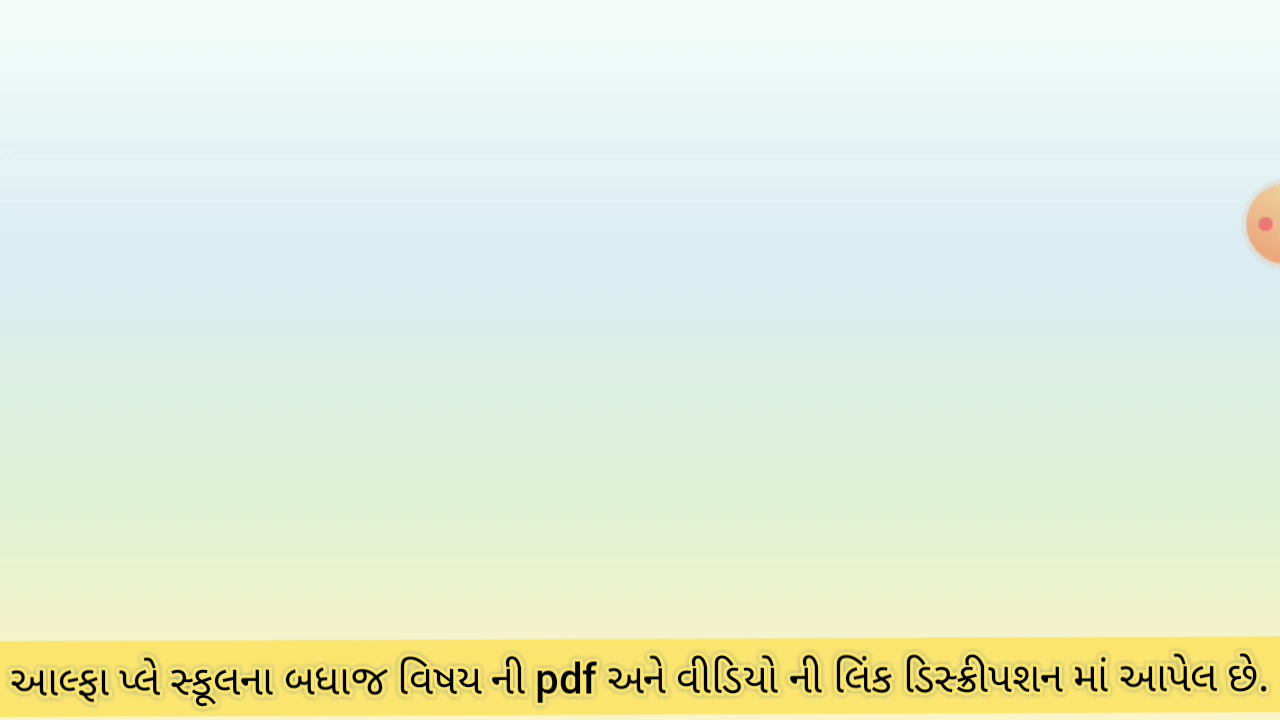 આલ્ફા પ્લે સ્કૂલના બધાજ વિષય ની pdf અને વીડિયો ની લિંક ડિસ્ક્રીપશન માં આપેલ છે.